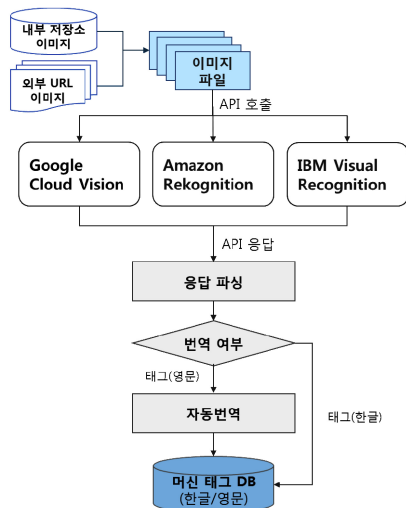 내부 저장소
이미지
외부 URL
이미지
이미지
파일
API 호출
Google
Cloud Vision
Amazon
Rekognition
IBM Visual
Recognition
API 응답
응답 파싱
번역 여부
태그(영문)
자동번역
태그(한글)
머신 태그 DB
(한글/영문)